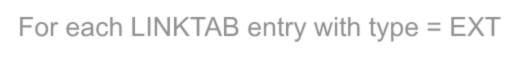 For each LINKTAB entry with type = EXT